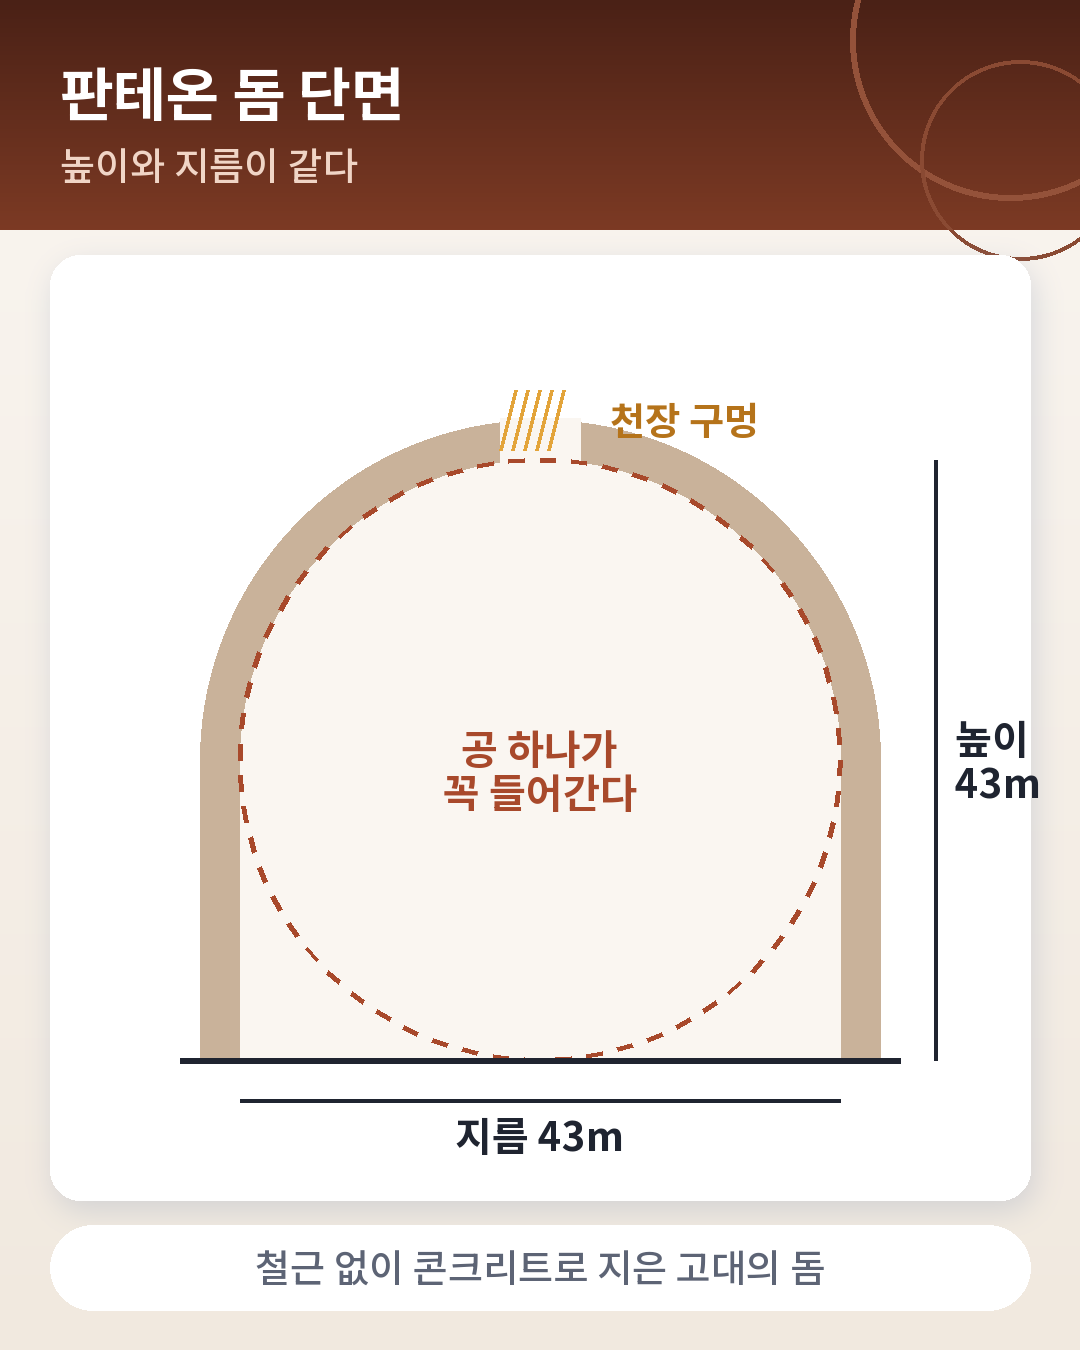 판테온 돔 단면
높이와 지름이 같다
천장 구멍
공 하나가
꼭 들어간다
높이
43m
지름 43m
철근 없이 콘크리트로 지은 고대의 돔